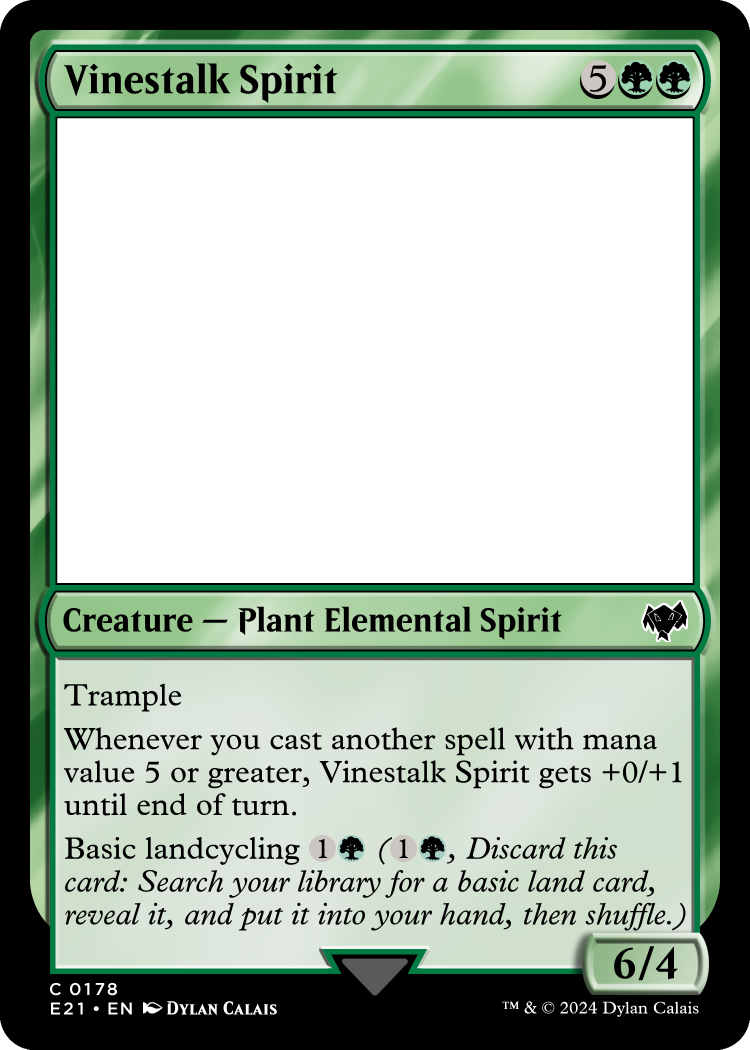 Vinestalk Spirit 5
Creature — Plant Elemental Spirit
Trample
Whenever you cast another spell with mana
value 5 or greater, Vinestalk Spirit gets +0/+1
until end of turn.
Basic landcycling 1 (1, Discard this
card: Search your library for a basic land card,
reveal it, and put it into your hand, then shuffle.)
6/4
C 0178
E21 • EN DYLAN CALAIS
™ & © 2024 Dylan Calais